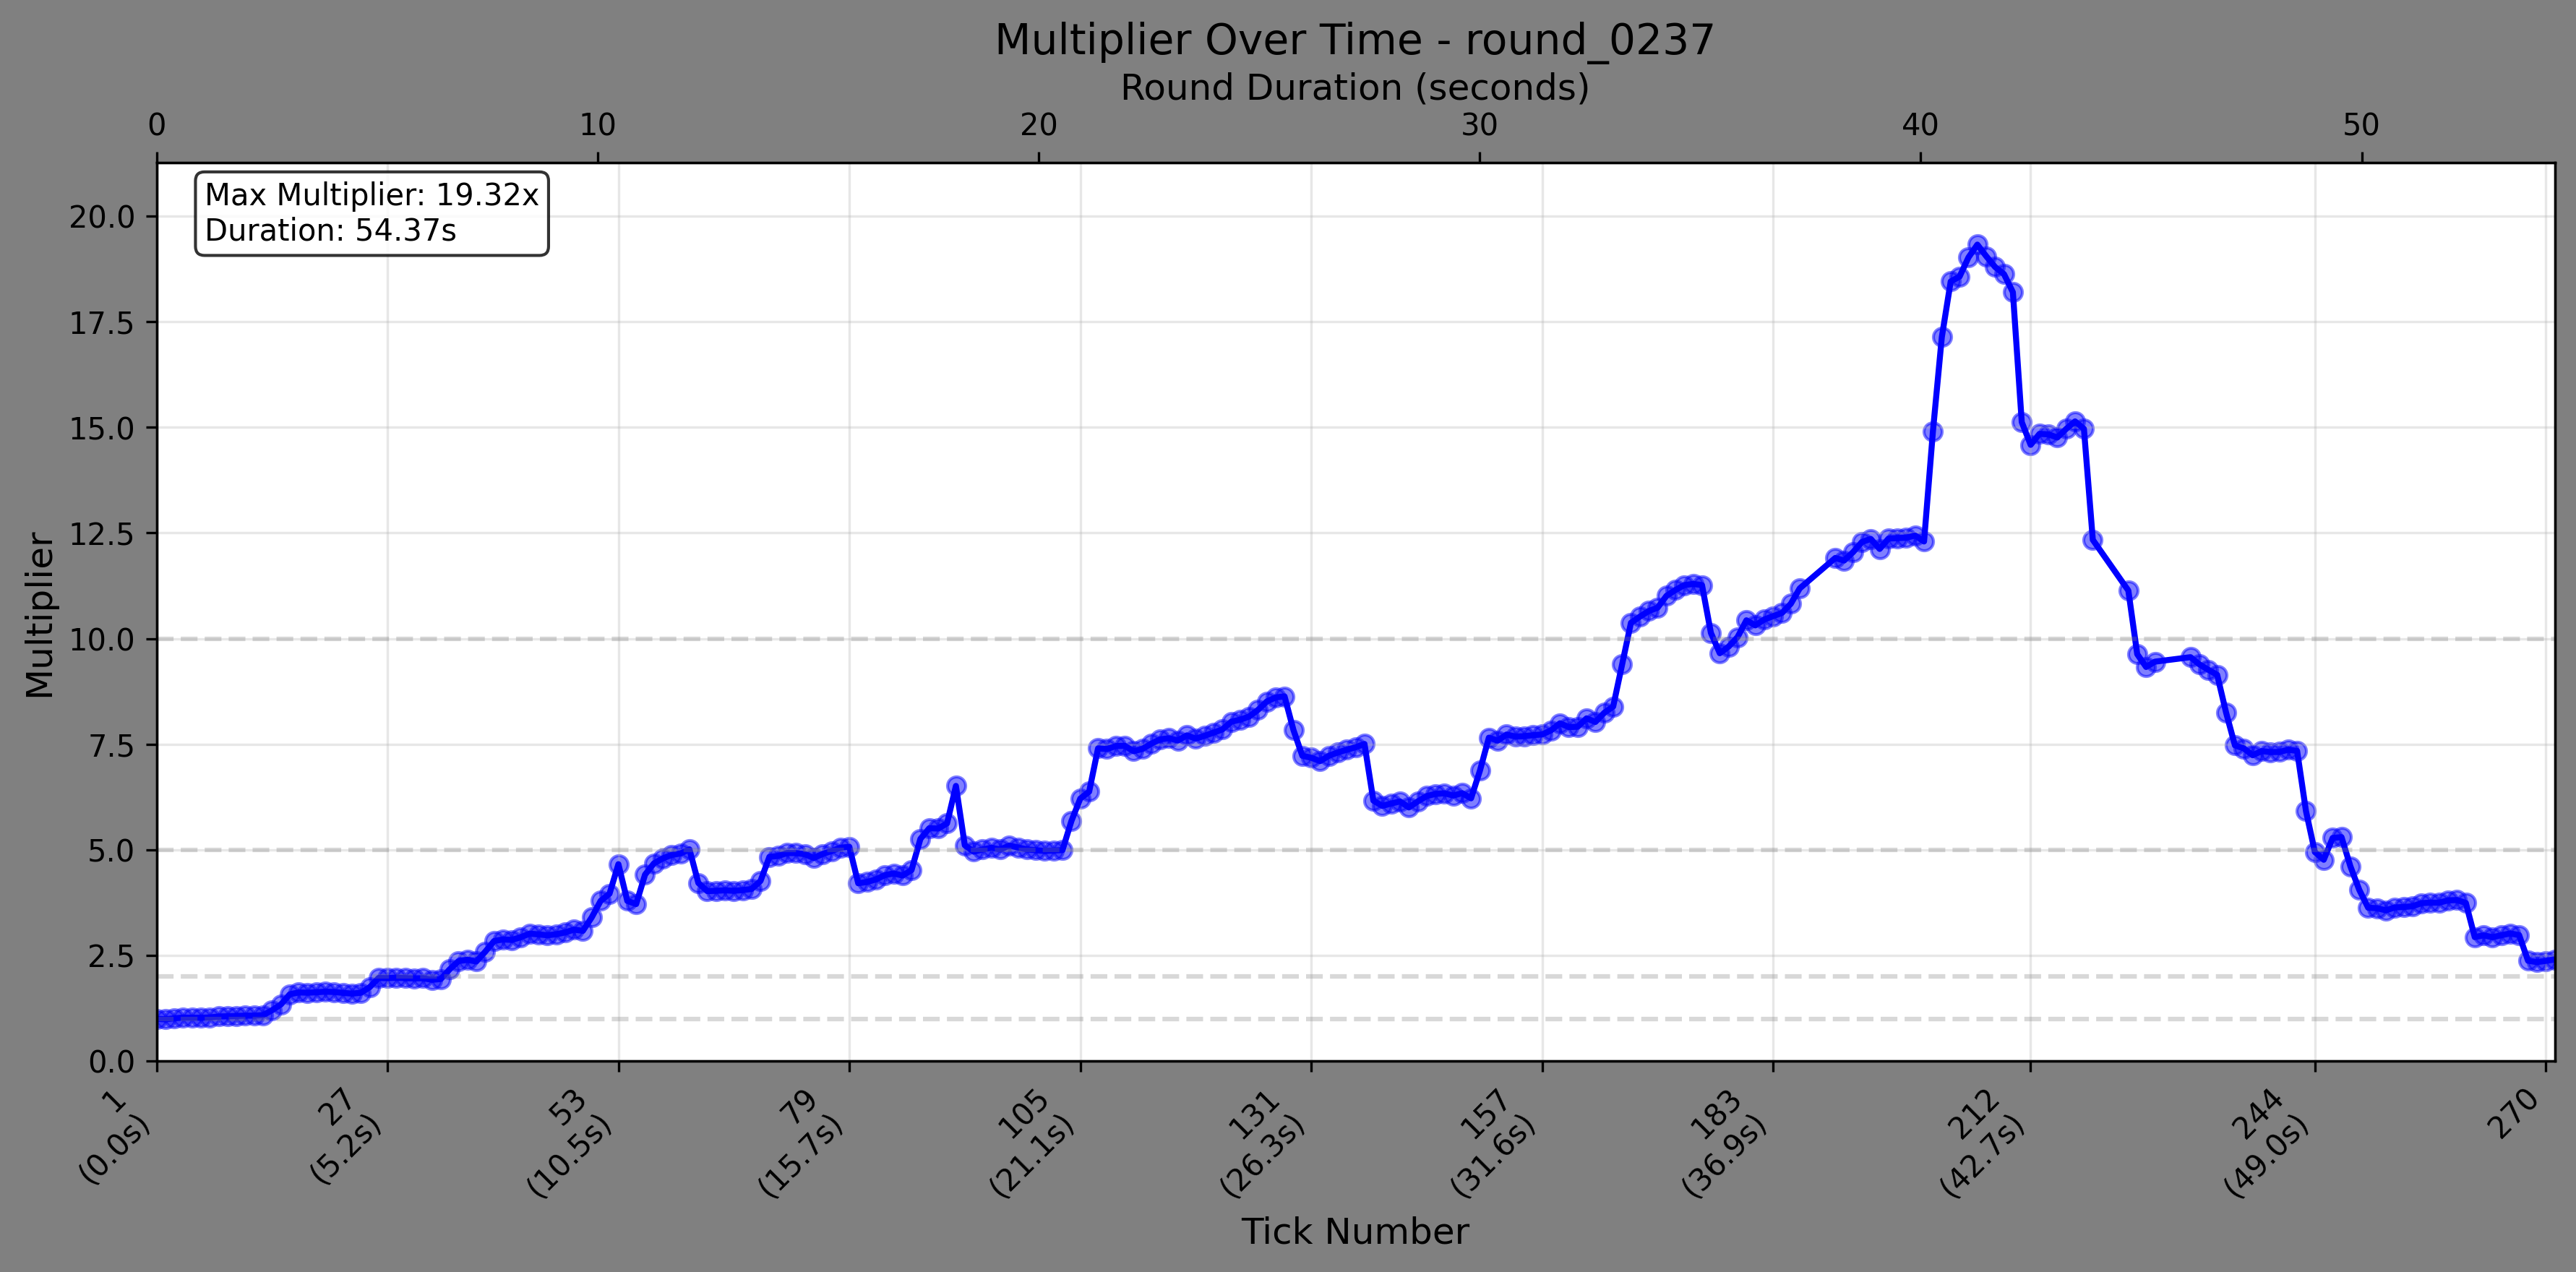 Multiplier Over Time - round_0237
Round Duration (seconds)
0 10 20 30 40 50
Max Multiplier: 19.32x
Duration: 54.37s
Multiplier
20.0
17.5
15.0
12.5
10.0
7.5
5.0
2.5
0.0
1
(0.0s)
27
(5.2s)
53
(10.5s)
79
(15.7s)
105
(21.1s)
131
(26.3s)
157
(31.6s)
183
(36.9s)
212
(42.7s)
244
(49.0s)
270
Tick Number